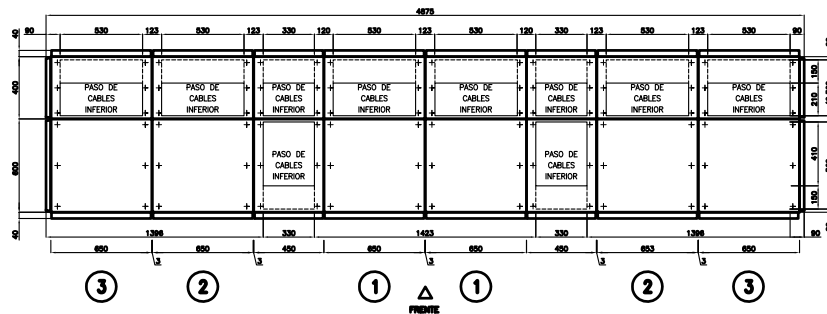 4675
90 530 123 530 123 330 120 530 123 530 120 330 123 530 123 530 90
40
400
600
40
PASO DE CABLES INFERIOR
PASO DE CABLES INFERIOR
PASO DE CABLES INFERIOR
PASO DE CABLES INFERIOR
PASO DE CABLES INFERIOR
PASO DE CABLES INFERIOR
PASO DE CABLES INFERIOR
PASO DE CABLES INFERIOR
150
210
PASO DE CABLES INFERIOR
PASO DE CABLES INFERIOR
410
150
1396 330 1423 330 1396 90
650 650 450 650 650 450 653 650
3 3 3 3 3
3 2 1 1 2 3
FRENTE